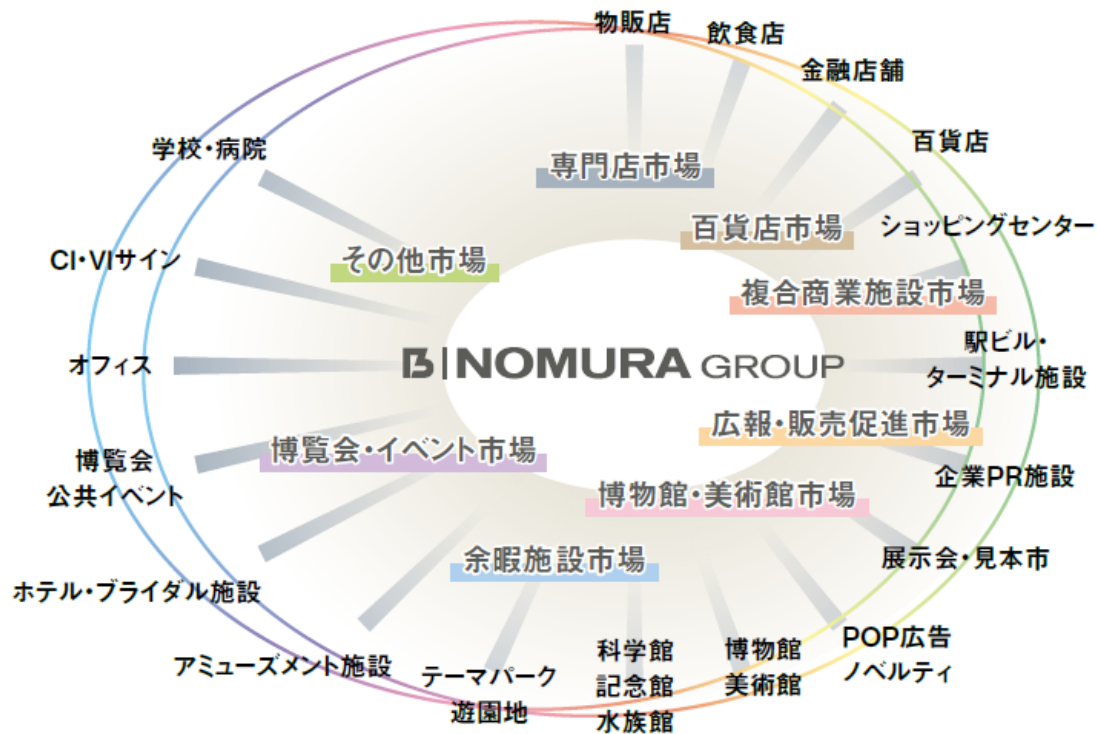 物販店
飲食店
金融店舗
百貨店
ショッピングセンター
駅ビル・
ターミナル施設
企業PR施設
展示会・見本市
POP広告
ノベルティ
博物館
美術館
科学館
記念館
水族館
テーマパーク
遊園地
アミューズメント施設
ホテル・ブライダル施設
博覧会
公共イベント
オフィス
CI・VIサイン
学校・病院
専門店市場
百貨店市場
複合商業施設市場
広報・販売促進市場
博物館・美術館市場
余暇施設市場
博覧会・イベント市場
その他市場
NOMURA GROUP